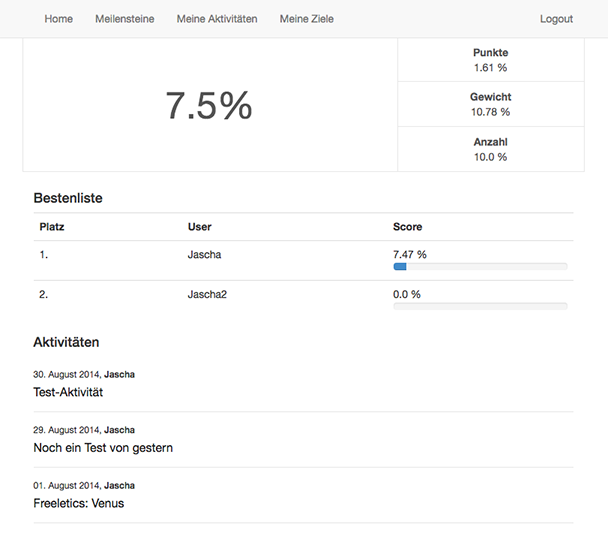 Home Meilensteine Meine Aktivitäten Meine Ziele Logout
7.5%
Punkte
1.61 %
Gewicht
10.78 %
Anzahl
10.0 %
Bestenliste
Platz User Score
1. Jascha 7.47 %
2. Jascha2 0.0 %
Aktivitäten
30. August 2014, Jascha
Test-Aktivität
29. August 2014, Jascha
Noch ein Test von gestern
01. August 2014, Jascha
Freeletics: Venus